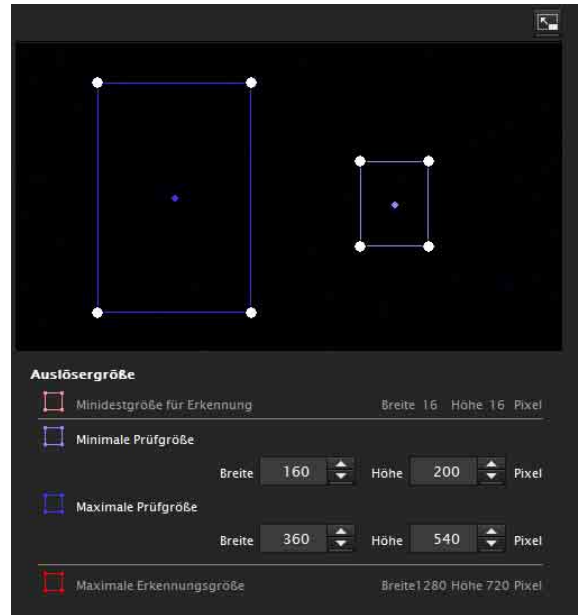 Auslösergröße
Minidestgröße für Erkennung Breite 16 Höhe 16 Pixel
Minimale Prüfgröße
Breite 160 Höhe 200 Pixel
Maximale Prüfgröße
Breite 360 Höhe 540 Pixel
Maximale Erkennungsgröße Breite1280 Höhe 720 Pixel